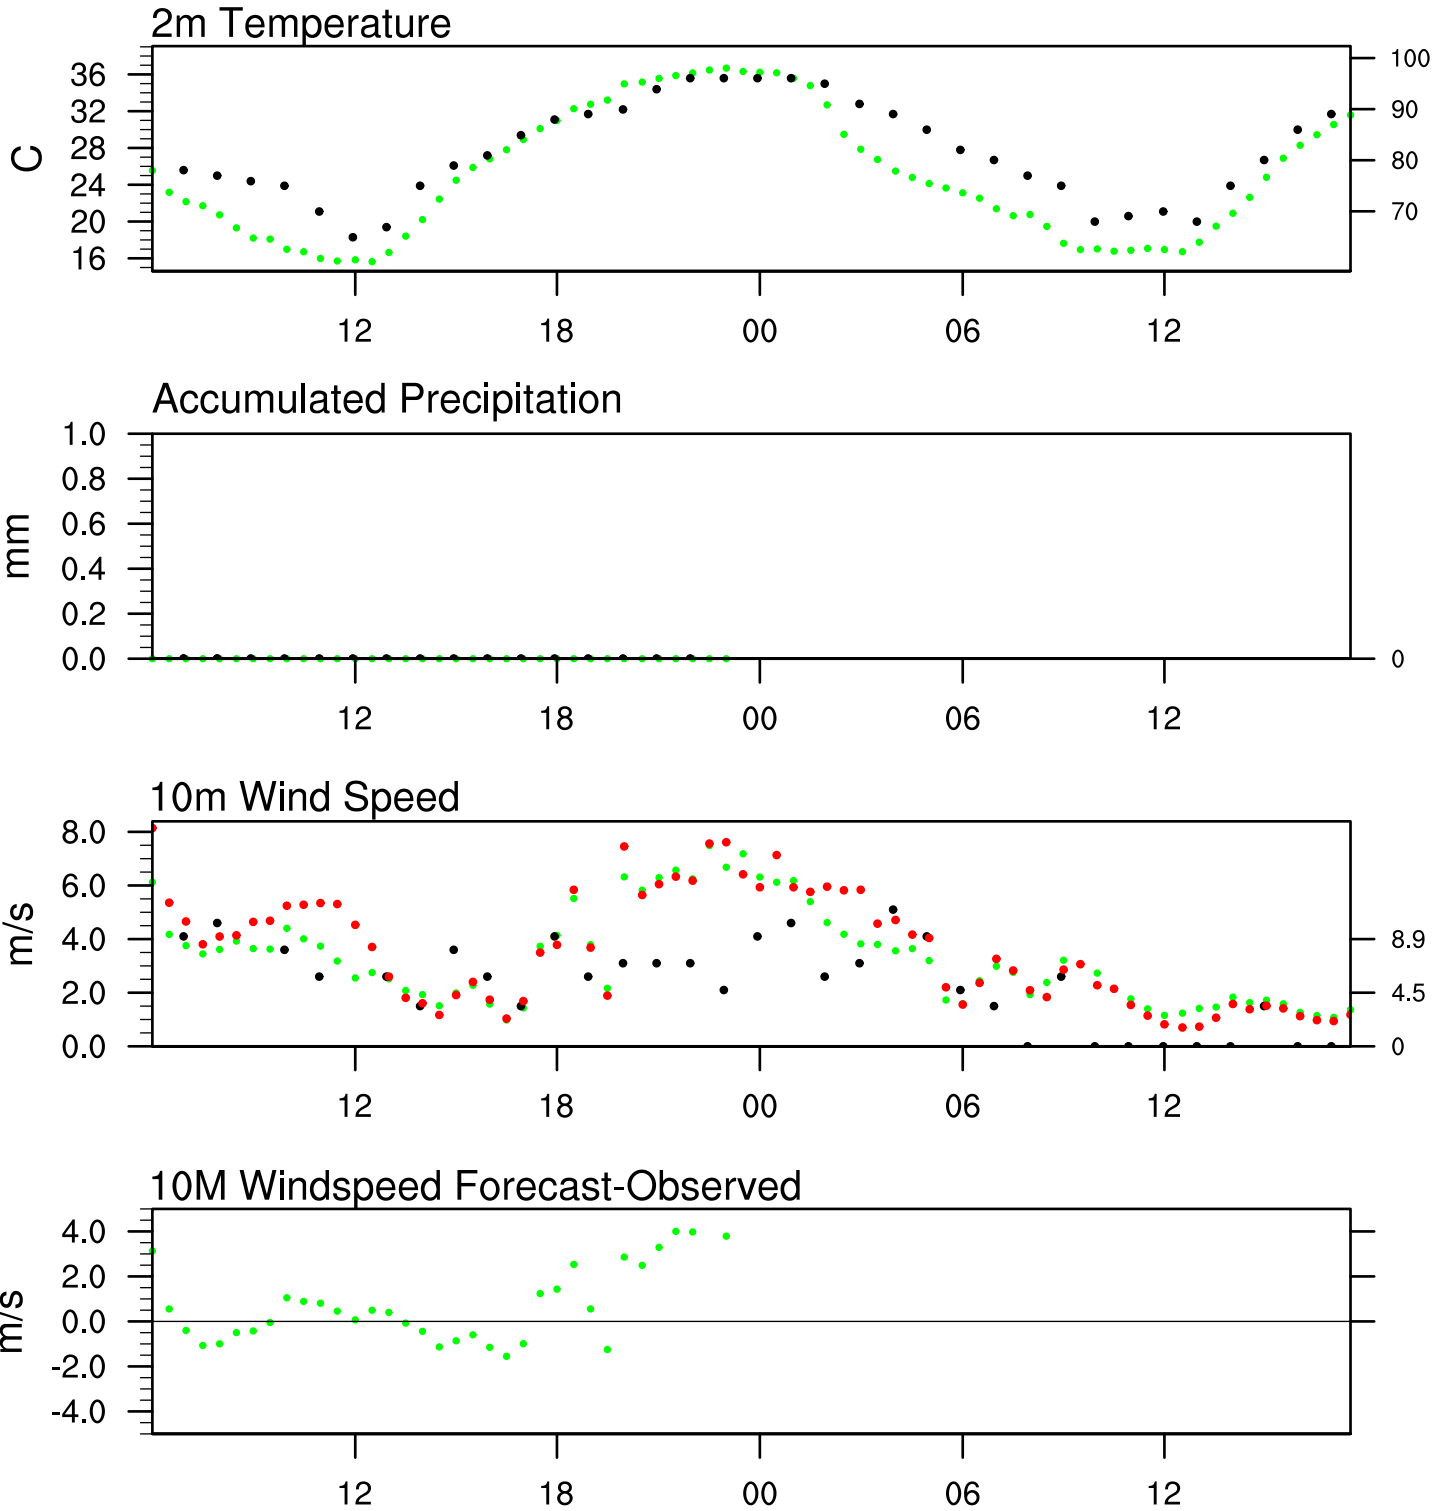 2m Temperature
36
32
28
24
20
16
C
100
90
80
70
12 18 00 06 12
Accumulated Precipitation
1.0
0.8
0.6
0.4
0.2
0.0
mm
0
12 18 00 06 12
10m Wind Speed
8.0
6.0
4.0
2.0
0.0
m/s
8.9
4.5
0
12 18 00 06 12
10M Windspeed Forecast-Observed
4.0
2.0
0.0
-2.0
-4.0
m/s
12 18 00 06 12